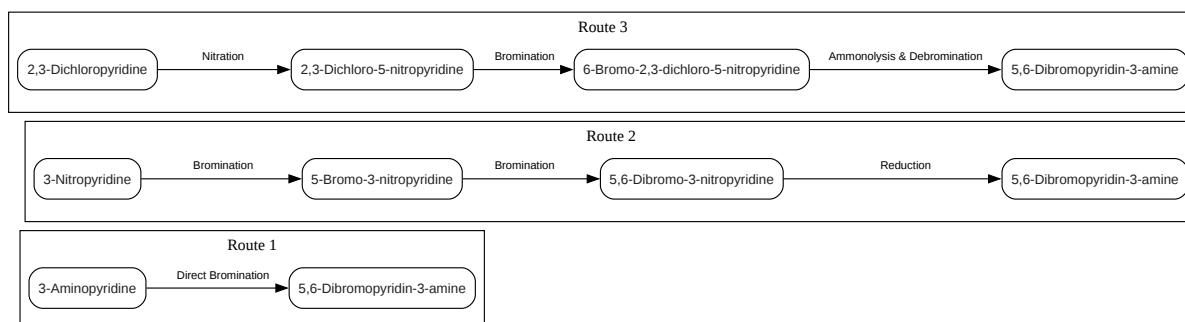 Route 3
Nitration
Bromination
Ammonolysis & Debromination
2,3-Dichloropyridine
2,3-Dichloro-5-nitropyridine
6-Bromo-2,3-dichloro-5-nitropyridine
5,6-Dibromopyridin-3-amine
Route 2
Bromination
Bromination
Reduction
3-Nitropyridine
5-Bromo-3-nitropyridine
5,6-Dibromo-3-nitropyridine
5,6-Dibromopyridin-3-amine
Route 1
Direct Bromination
3-Aminopyridine
5,6-Dibromopyridin-3-amine